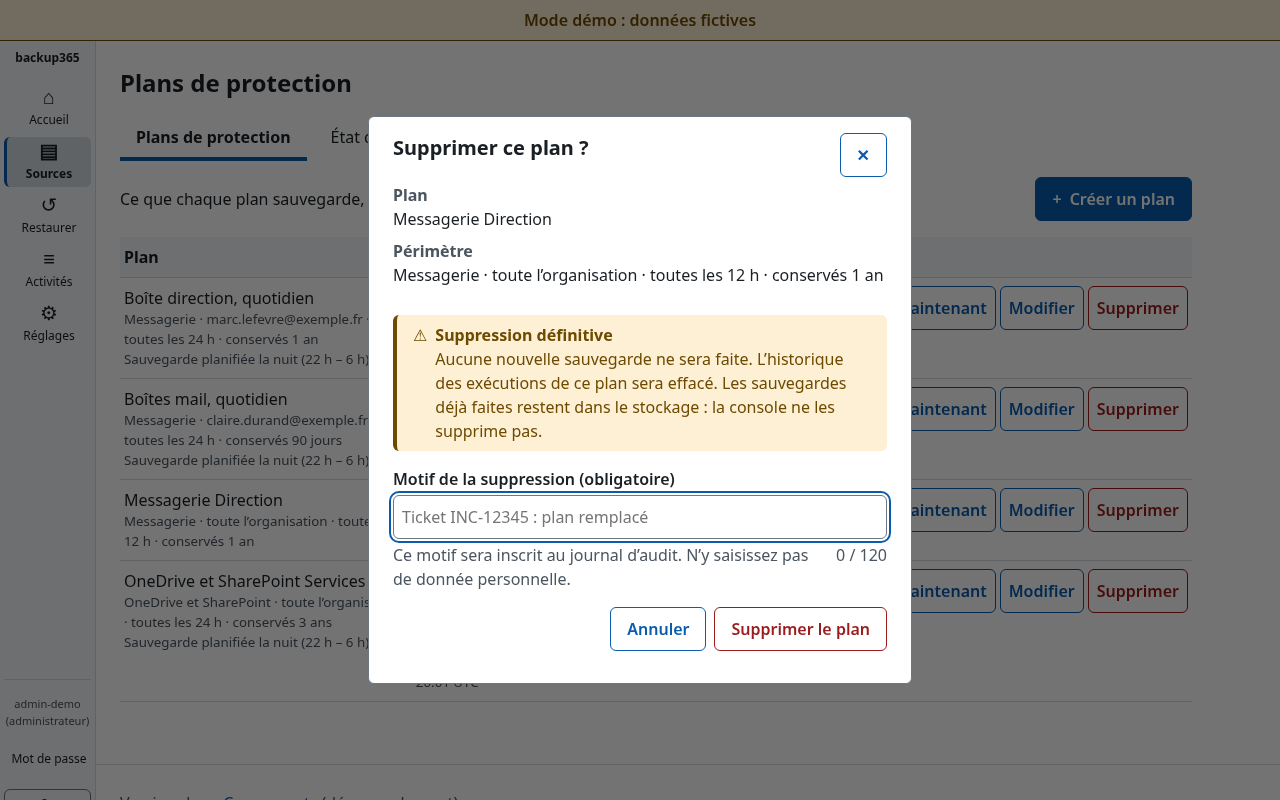 Mode démo : données fictives
backup365
Accueil
Sources
Restaurer
Activités
Réglages
admin-demo
(administrateur)
Mot de passe
Plans de protection
Plans de protection
État
Ce que chaque plan sauvegarde,
+ Créer un plan
Plan
Boîte direction, quotidien
Messagerie · marc.lefevre@exemple.fr ·
toutes les 24 h · conservés 1 an
Sauvegarde planifiée la nuit (22 h – 6 h)
Modifier
Supprimer
Boîtes mail, quotidien
Messagerie · claire.durand@exemple.fr
toutes les 24 h · conservés 90 jours
Sauvegarde planifiée la nuit (22 h – 6 h)
Modifier
Supprimer
Messagerie Direction
Messagerie · toute l’organisation · toute
12 h · conservés 1 an
Modifier
Supprimer
OneDrive et SharePoint Services
OneDrive et SharePoint · toute l’organis
· toutes les 24 h · conservés 3 ans
Sauvegarde planifiée la nuit (22 h – 6 h)
Modifier
Supprimer
Supprimer ce plan ?
×
Plan
Messagerie Direction
Périmètre
Messagerie · toute l’organisation · toutes les 12 h · conservés 1 an
⚠ Suppression définitive
Aucune nouvelle sauvegarde ne sera faite. L’historique
des exécutions de ce plan sera effacé. Les sauvegardes
déjà faites restent dans le stockage : la console ne les
supprime pas.
Motif de la suppression (obligatoire)
Ticket INC-12345 : plan remplacé
Ce motif sera inscrit au journal d’audit. N’y saisissez pas
de donnée personnelle.
0 / 120
Annuler
Supprimer le plan